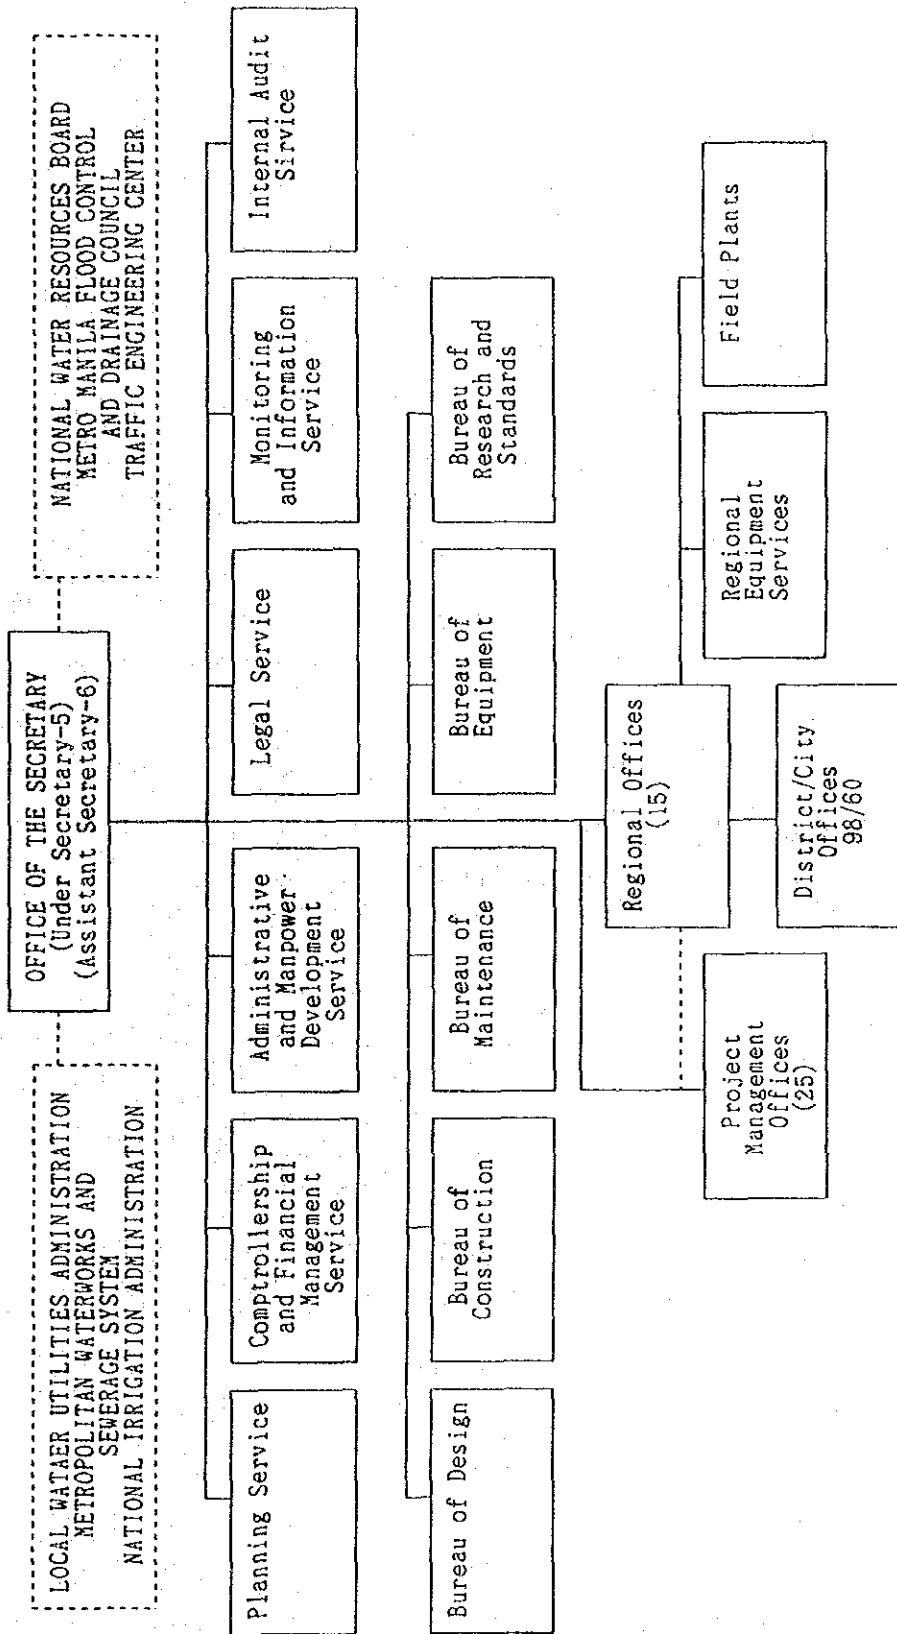 OFFICE OF THE SECRETARY
(Under Secretary-5)
(Assistant Secretary-6)
LOCAL WATAER UTILITIES ADMINISTRATION
METROPOLITAN WATERWORKS AND
SEWERAGE SYSTEM
NATIONAL IRRIGATION ADMINISTRATION
NATIONAL WATER RESOURCES BOARD
METRO MANILA FLOOD CONTROL
AND DRAINAGE COUNCIL
TRAFFIC ENGINEERING CENTER
Planning Service
Comptrollership
and Financial
Management
Service
Administrative
and Manpower
Development
Service
Legal Service
Monitoring
and Information
Service
Internal Audit
Sirvice
Bureau of Design
Bureau of
Construction
Bureau of
Maintenance
Bureau of
Equipment
Bureau of
Research and
Standards
Regional Offices
(15)
Project
Management
Offices
(25)
District/City
Offices
98/60
Regional
Equipment
Services
Field Plants